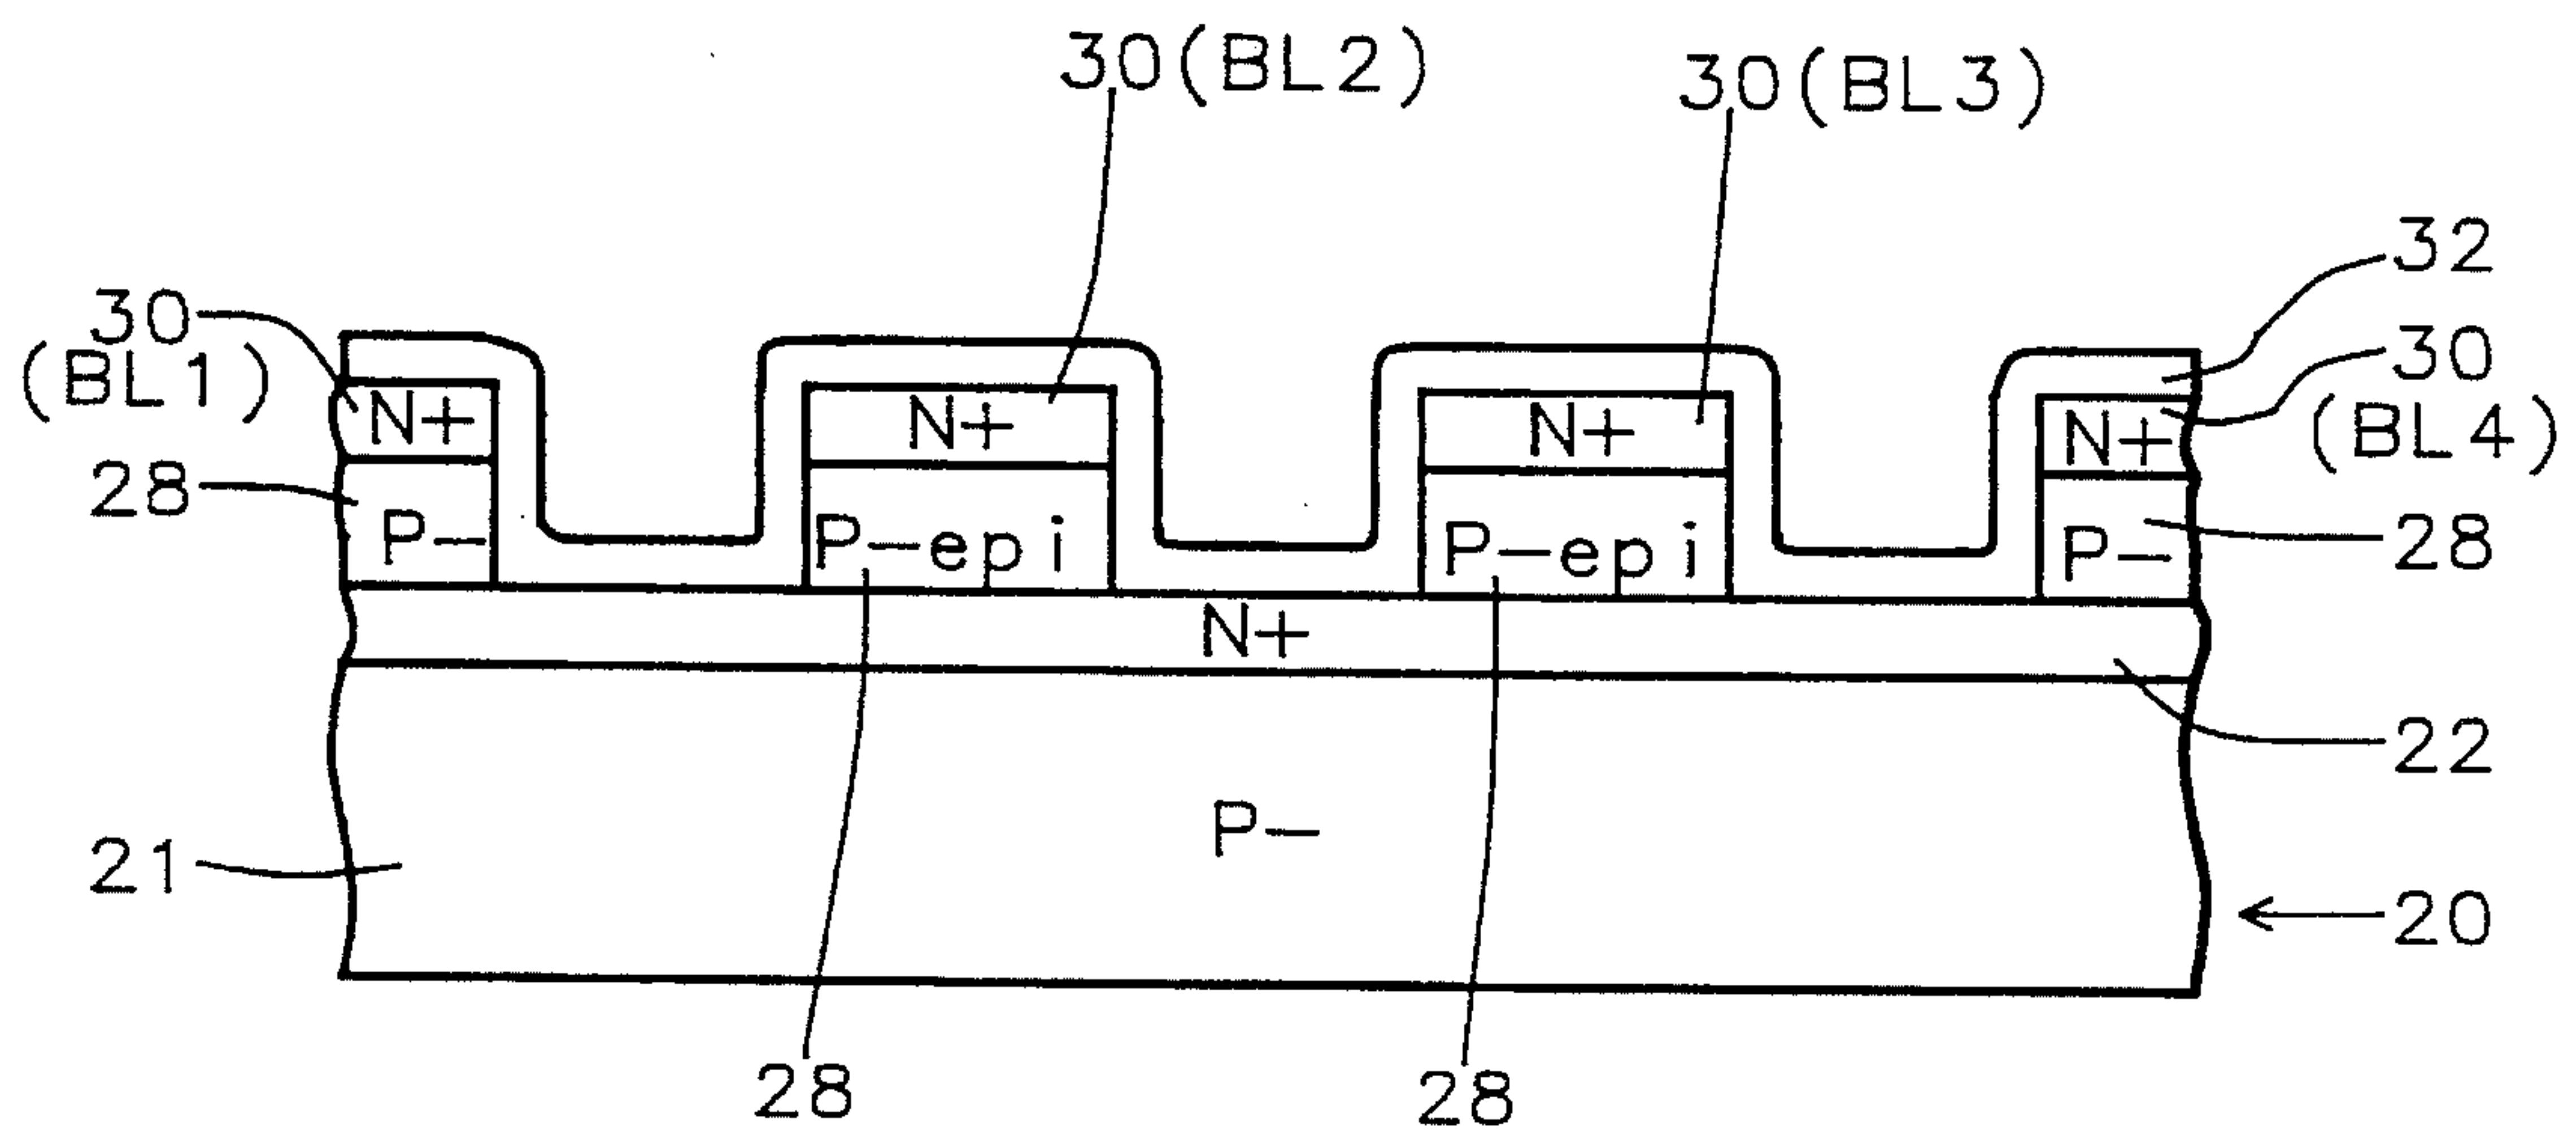 30(BL2)
30(BL3)
32
30
(BL1)
30
(BL4)
N+
N+
N+
N+
28
28
P-
P-epi
P-epi
P-
N+
22
P-
21
20
28
28